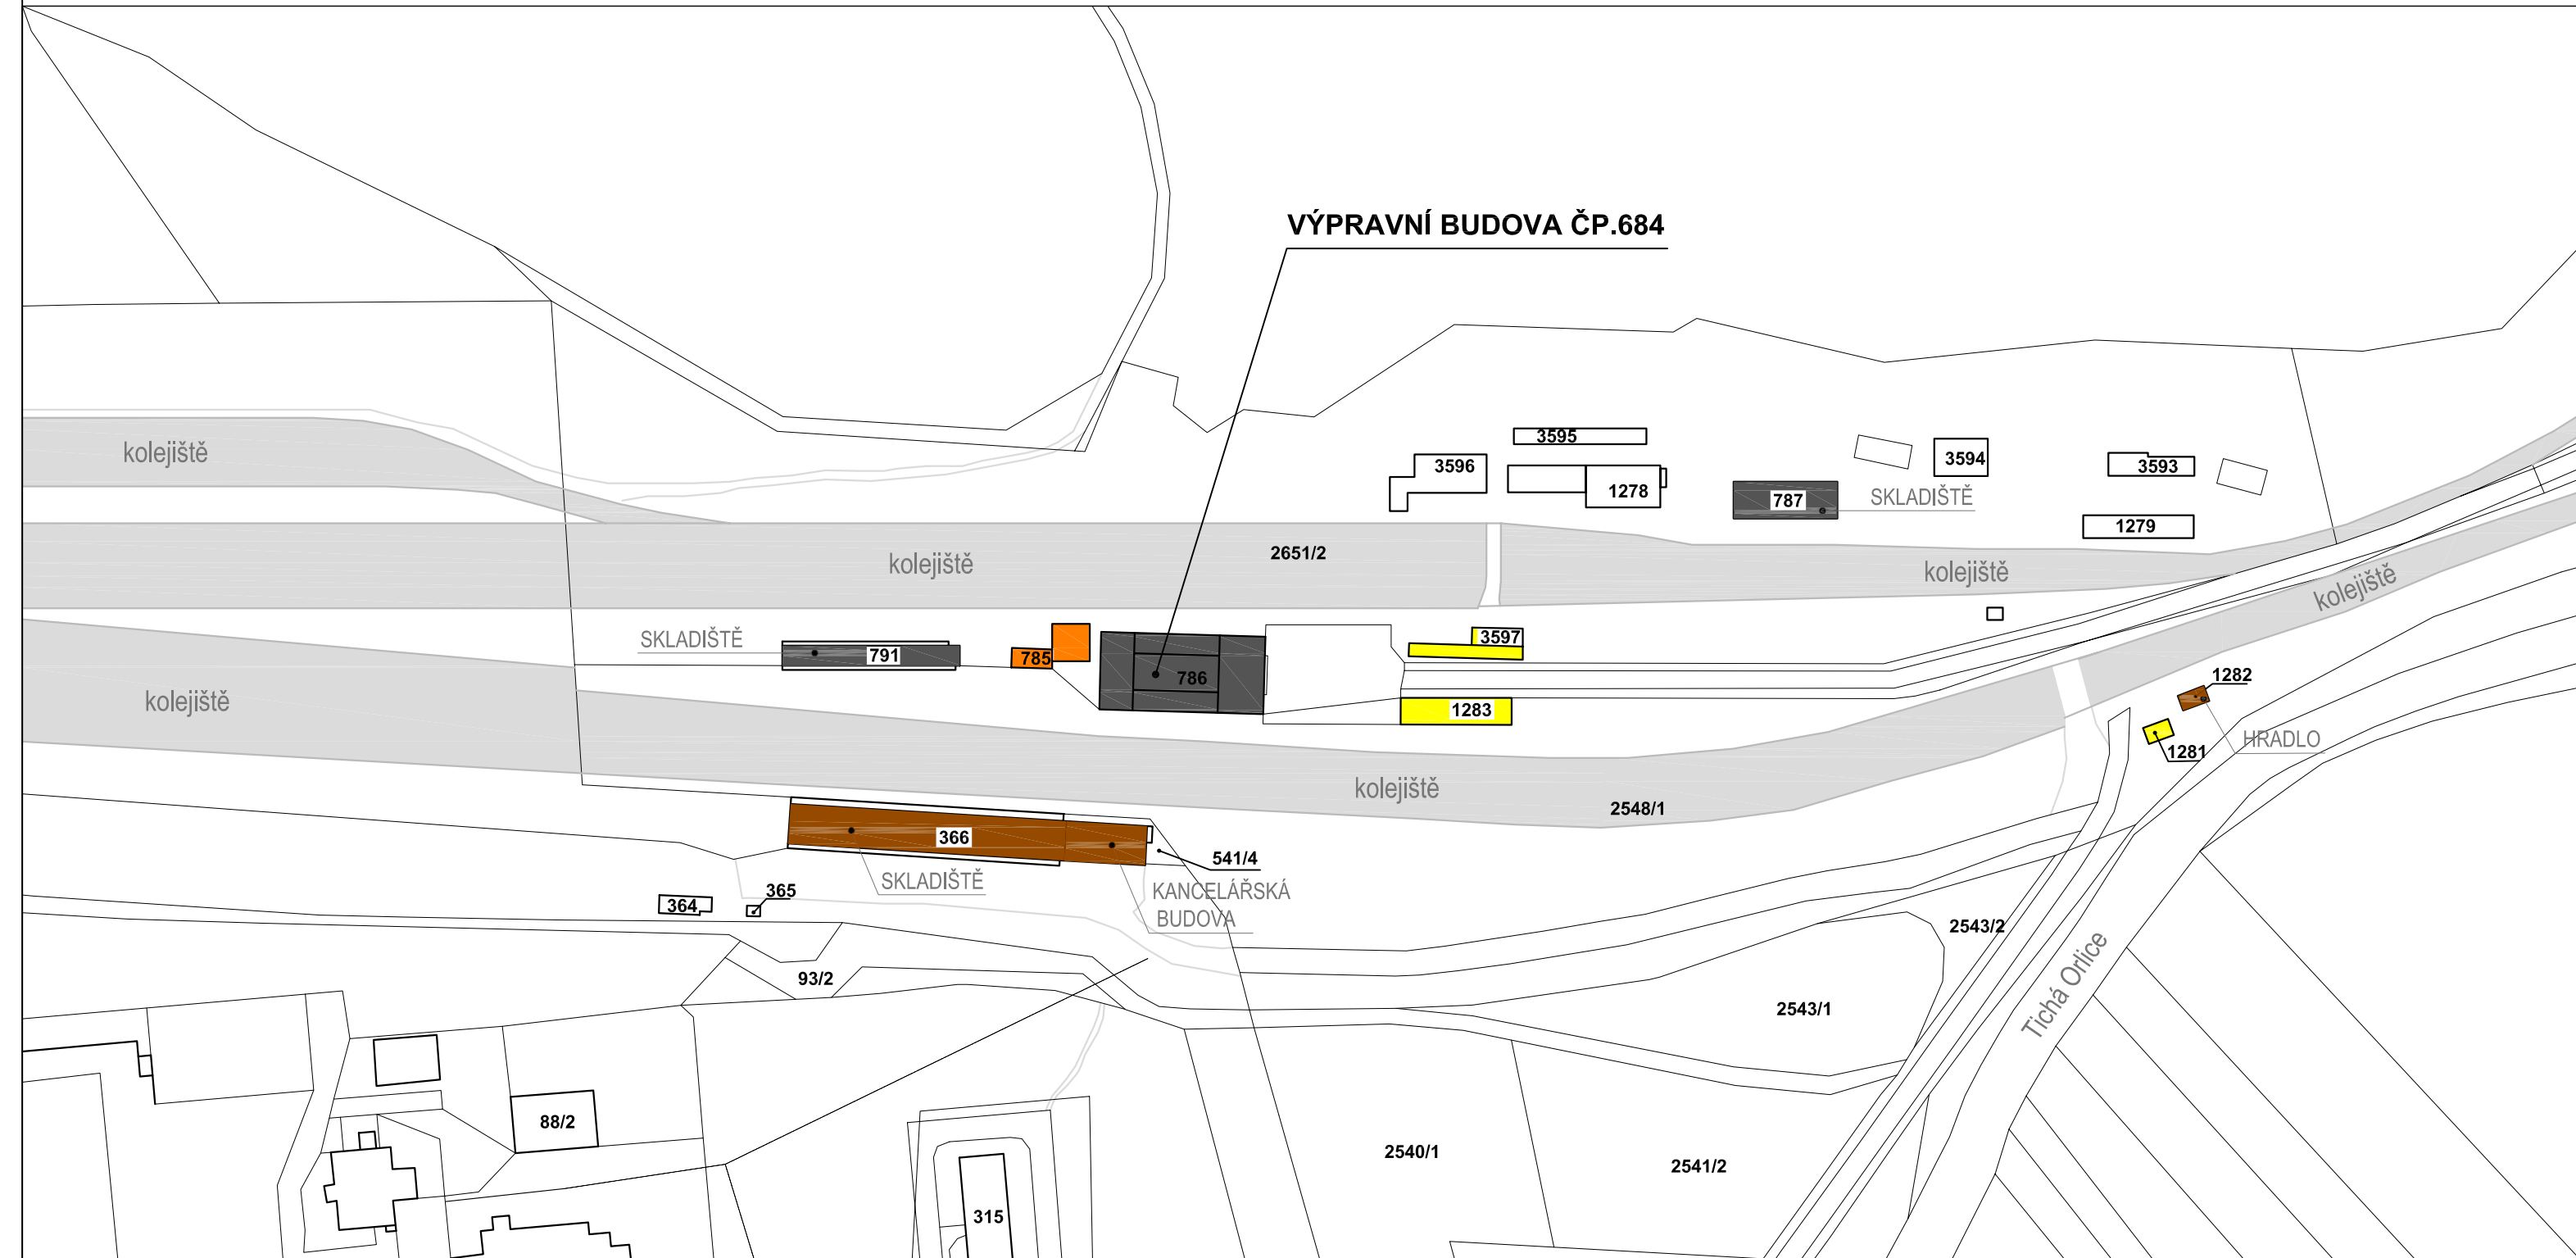 VÝPRAVNÍ BUDOVA ČP.684
kolejiště
3595
3596
3594
3593
1278
787
SKLADIŠTĚ
1279
kolejiště
2651/2
kolejiště
kolejiště
SKLADIŠTĚ
791
785
786
3597
1283
1282
HRADLO
1281
kolejiště
kolejiště
2548/1
366
541/4
SKLADIŠTĚ
KANCELÁŘSKÁ
BUDOVA
364
365
93/2
2543/2
Tichá Orlice
2543/1
88/2
2540/1
2541/2
315